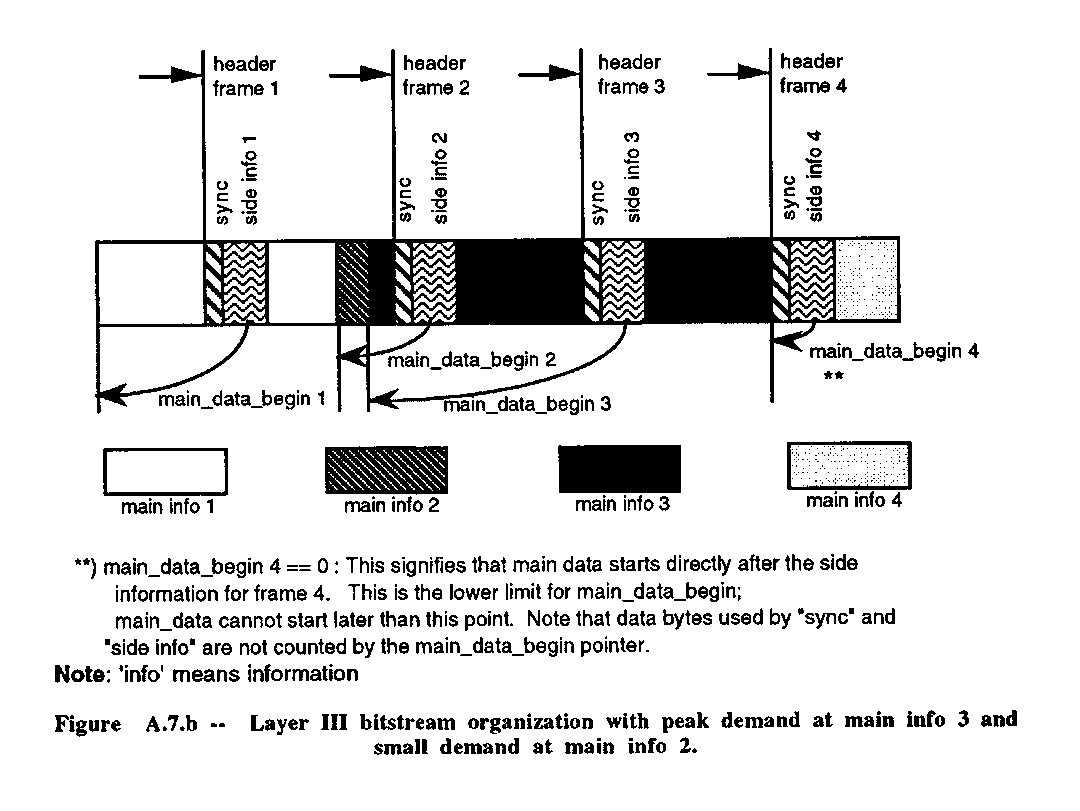 header
frame 1
header
frame 2
header
frame 3
header
frame 4
sync
side info 1
sync
side info 2
sync
side info 3
sync
side info 4
main_data_begin 1
main_data_begin 2
main_data_begin 3
main_data_begin 4
**
main info 1
main info 2
main info 3
main info 4
**) main_data_begin 4 == 0 : This signifies that main data starts directly after the side
information for frame 4. This is the lower limit for main_data_begin;
main_data cannot start later than this point. Note that data bytes used by "sync" and
"side info" are not counted by the main_data_begin pointer.
Note: 'info' means information
Figure A.7.b -- Layer III bitstream organization with peak demand at main info 3 and
small demand at main info 2.